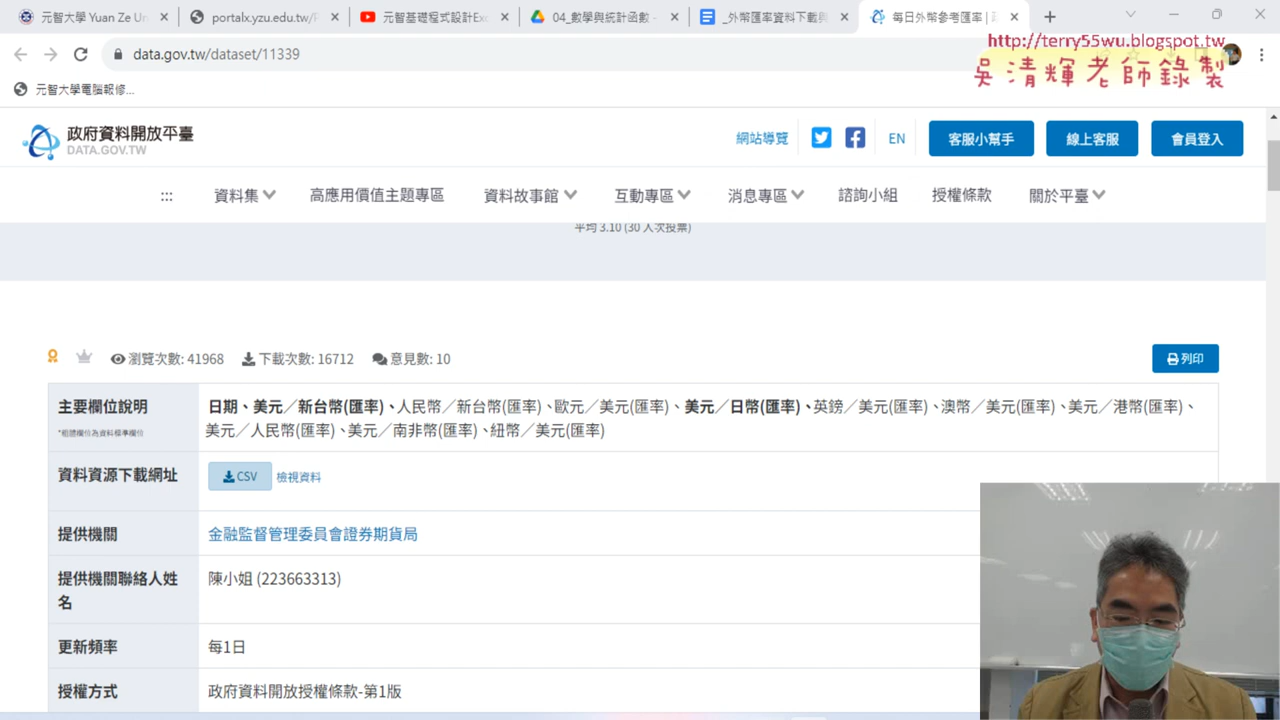 元智大學 Yuan Ze Un
portalx.yzu.edu.tw/P
元智基礎程式設計Exc
04_數學與統計函數 -
_外幣匯率資料下載與
每日外幣參考匯率 | 政
data.gov.tw/dataset/11339
http://terry55wu.blogspot.tw
吳清輝老師錄製
元智大學電腦報修...
政府資料開放平臺
DATA.GOV.TW
網站導覽
EN
客服小幫手
線上客服
會員登入
:::
資料集
高應用價值主題專區
資料故事館
互動專區
消息專區
諮詢小組
授權條款
關於平臺
平均 3.10 (30 人次投票)
瀏覽次數: 41968
下載次數: 16712
意見數: 10
列印
主要欄位說明
*粗體欄位為資料標準欄位
日期、美元／新台幣(匯率)、人民幣／新台幣(匯率)、歐元／美元(匯率)、美元／日幣(匯率)、英鎊／美元(匯率)、澳幣／美元(匯率)、美元／港幣(匯率)、
美元／人民幣(匯率)、美元／南非幣(匯率)、紐幣／美元(匯率)
資料資源下載網址
CSV
檢視資料
提供機關
金融監督管理委員會證券期貨局
提供機關聯絡人姓
名
陳小姐 (223663313)
更新頻率
每1日
授權方式
政府資料開放授權條款-第1版